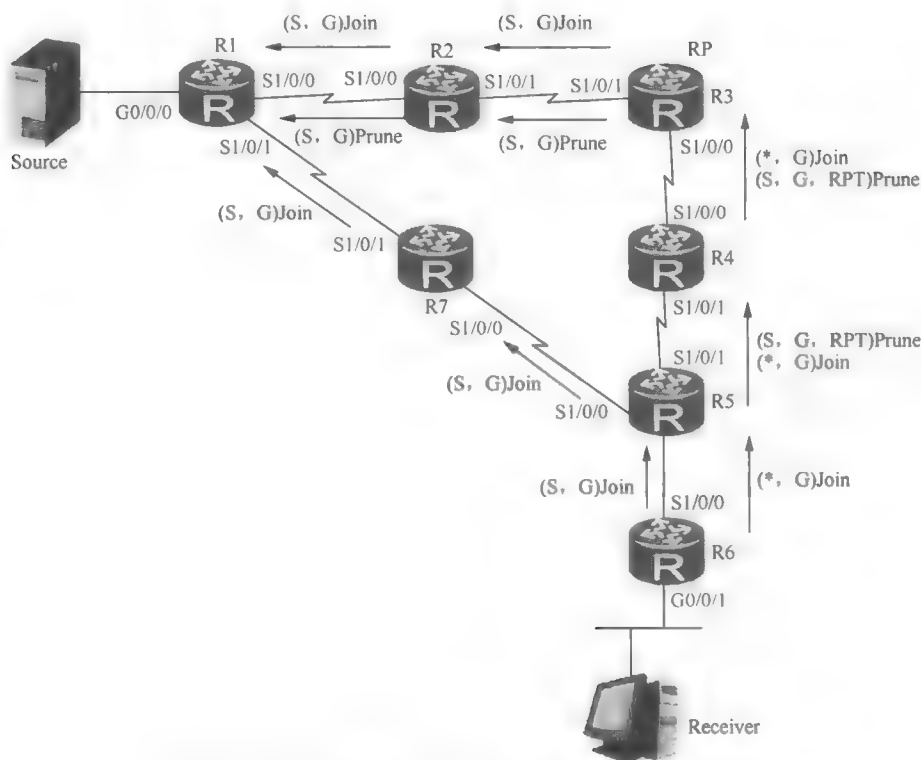 (S，G)Join
(S，G)Join
R1
R2
RP
S1/0/0
S1/0/0
S1/0/1
S1/0/1
R
R
R
R3
G0/0/0
(S，G)Prune
(S，G)Prune
Source
S1/0/1
S1/0/0
(*，G)Join
(S，G，RPT)Prune
(S，G)Join
S1/0/1
S1/0/0
R
R
R4
R7
S1/0/1
S1/0/0
(S，G，RPT)Prune
(*，G)Join
S1/0/1
(S，G)Join
S1/0/0
R
R5
(S，G)Join
(*，G)Join
S1/0/0
R
R6
G0/0/1
Receiver